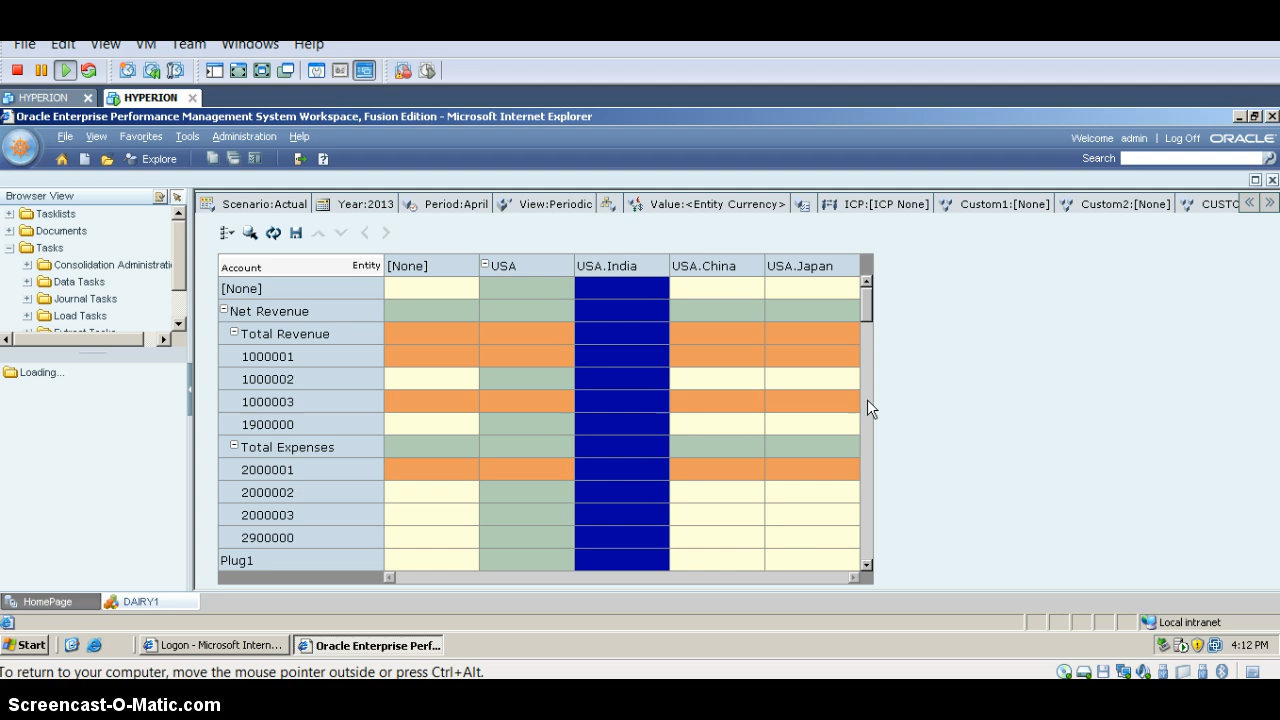 File Edit View VM Team Windows Help
HYPERION HYPERION
Oracle Enterprise Performance Management System Workspace, Fusion Edition - Microsoft Internet Explorer
File View Favorites Tools Administration Help Welcome admin | Log Off ORACLE
Explore Search
Browser View
Tasklists
Documents
Tasks
Consolidation Administrati
Data Tasks
Journal Tasks
Load Tasks
Loading...
Scenario:Actual Year:2013 Period:April View:Periodic Value:<Entity Currency> ICP:[ICP None] Custom1:[None] Custom2:[None] CUSTC
Account Entity [None] USA USA.India USA.China USA.Japan
[None]
Net Revenue
Total Revenue
1000001
1000002
1000003
1900000
Total Expenses
2000001
2000002
2000003
2900000
Plug1
HomePage DAIRY1
Local intranet
Start Logon - Microsoft Intern... Oracle Enterprise Perf... 4:12 PM
To return to your computer, move the mouse pointer outside or press Ctrl+Alt.
Screencast-O-Matic.com